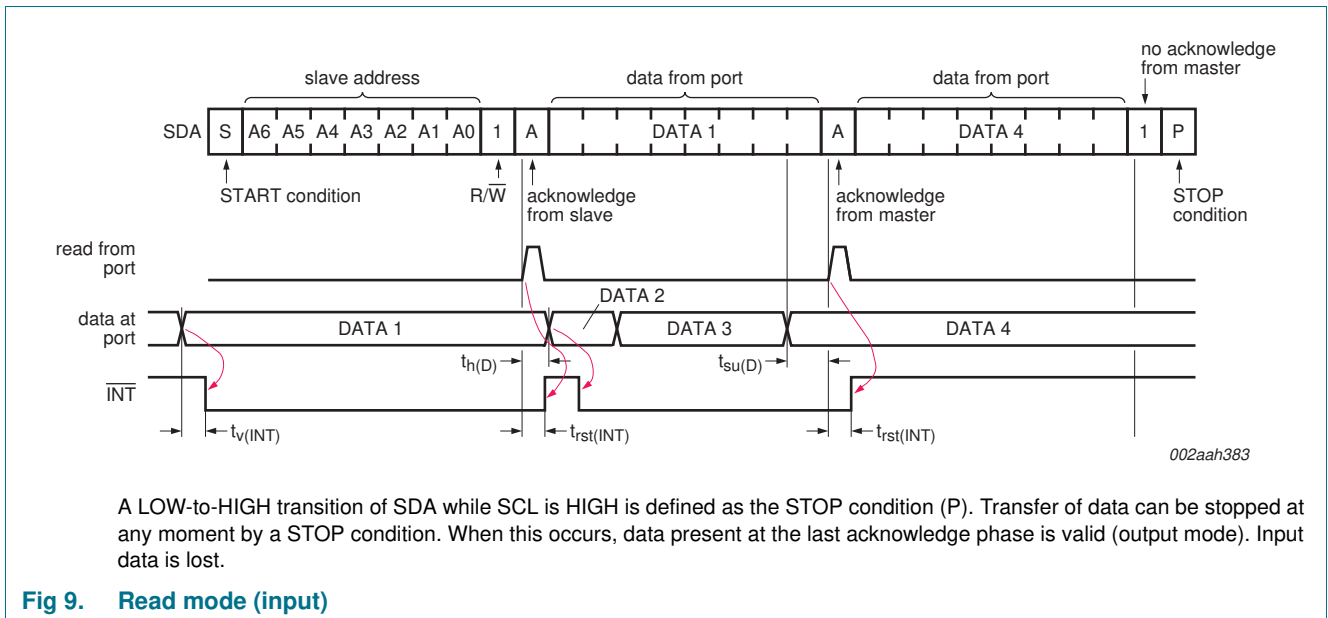 no acknowledge
from master
slave address
data from port
data from port
SDA S A6 A5 A4 A3 A2 A1 A0 1 A DATA 1 A DATA 4 1 P
START condition
R/W̅
acknowledge
from slave
acknowledge
from master
STOP
condition
read from
port
DATA 2
data at
port
DATA 1
DATA 3
DATA 4
th(D)
tsu(D)
I̅N̅T̅
tv(INT)
trst(INT)
trst(INT)
002aah383
A LOW-to-HIGH transition of SDA while SCL is HIGH is defined as the STOP condition (P). Transfer of data can be stopped at
any moment by a STOP condition. When this occurs, data present at the last acknowledge phase is valid (output mode). Input
data is lost.
Fig 9. Read mode (input)